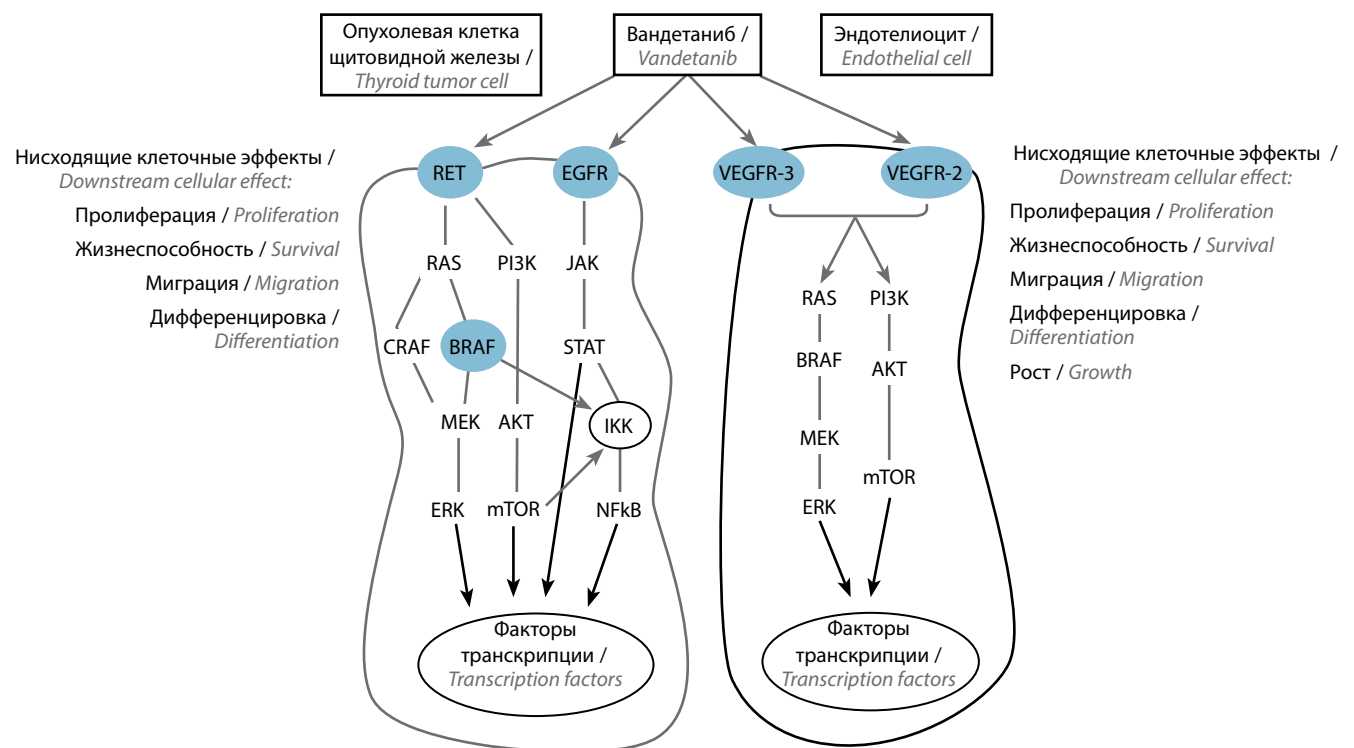 Опухолевая клетка
щитовидной железы /
Thyroid tumor cell
Вандетаниб /
Vandetanib
Эндотелиоцит /
Endothelial cell
Нисходящие клеточные эффекты /
Downstream cellular effect:
Пролиферация / Proliferation
Жизнеспособность / Survival
Миграция / Migration
Дифференцировка /
Differentiation
RET
EGFR
RAS
PI3K
JAK
CRAF
BRAF
STAT
MEK
AKT
IKK
ERK
mTOR
NFkB
Факторы
транскрипции /
Transcription factors
VEGFR-3
VEGFR-2
RAS
PI3K
BRAF
AKT
MEK
mTOR
ERK
Факторы
транскрипции /
Transcription factors
Нисходящие клеточные эффекты /
Downstream cellular effect:
Пролиферация / Proliferation
Жизнеспособность / Survival
Миграция / Migration
Дифференцировка /
Differentiation
Рост / Growth